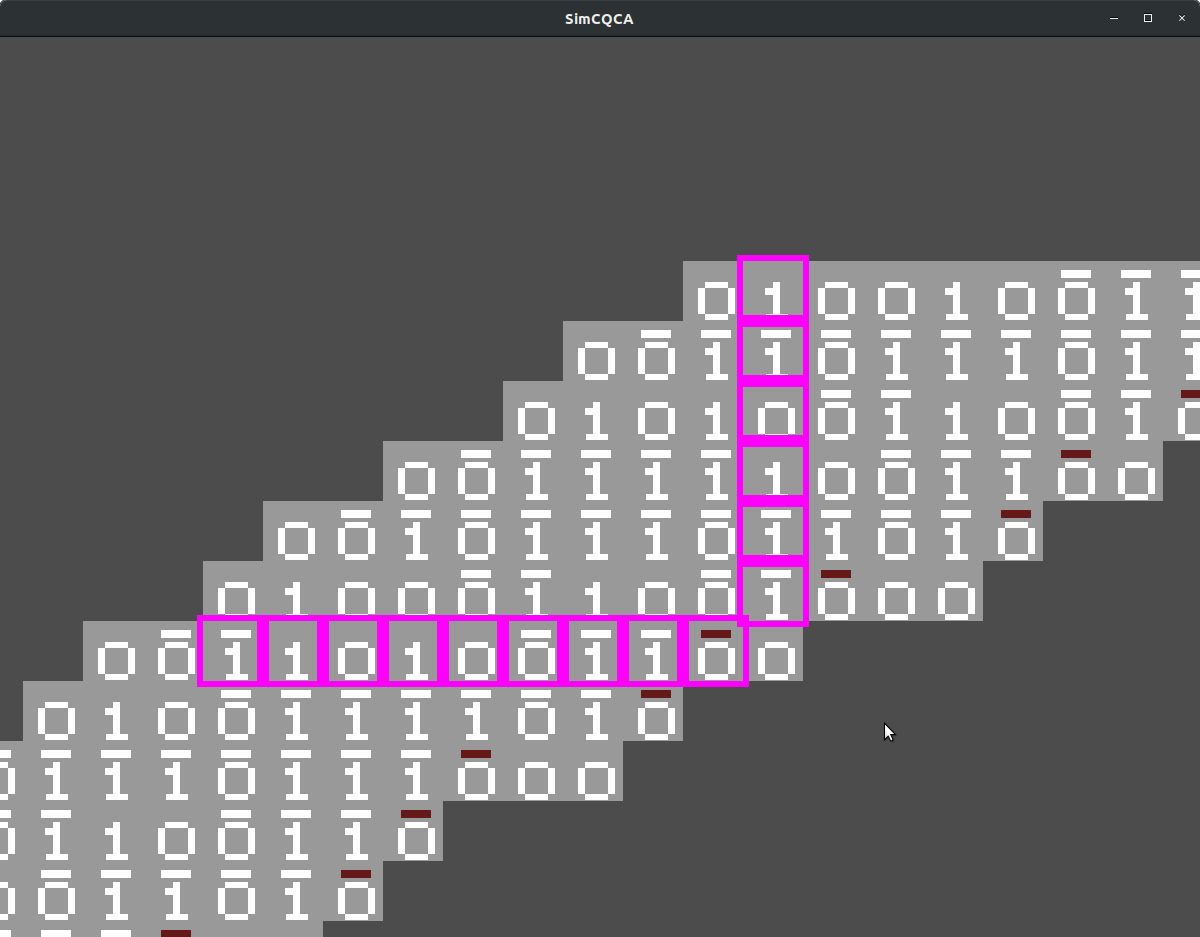 SimCQCA
0 1 0 0 1 0 0 1 1
0 0 1 1 0 1 1 1 0 1 1
0 1 0 1 0 0 1 1 0 0 1 0
0 0 1 1 1 1 1 0 0 1 1 0 0
0 0 1 0 1 1 1 0 1 1 0 1 0
0 1 0 0 0 1 1 0 0 1 0 0 0
0 0 1 1 0 1 0 0 1 1 0 0
0 1 0 0 1 1 1 1 0 1 0
0 1 1 1 0 1 1 1 0 0 0
0 1 1 0 0 1 1 0
0 0 1 1 0 1 0